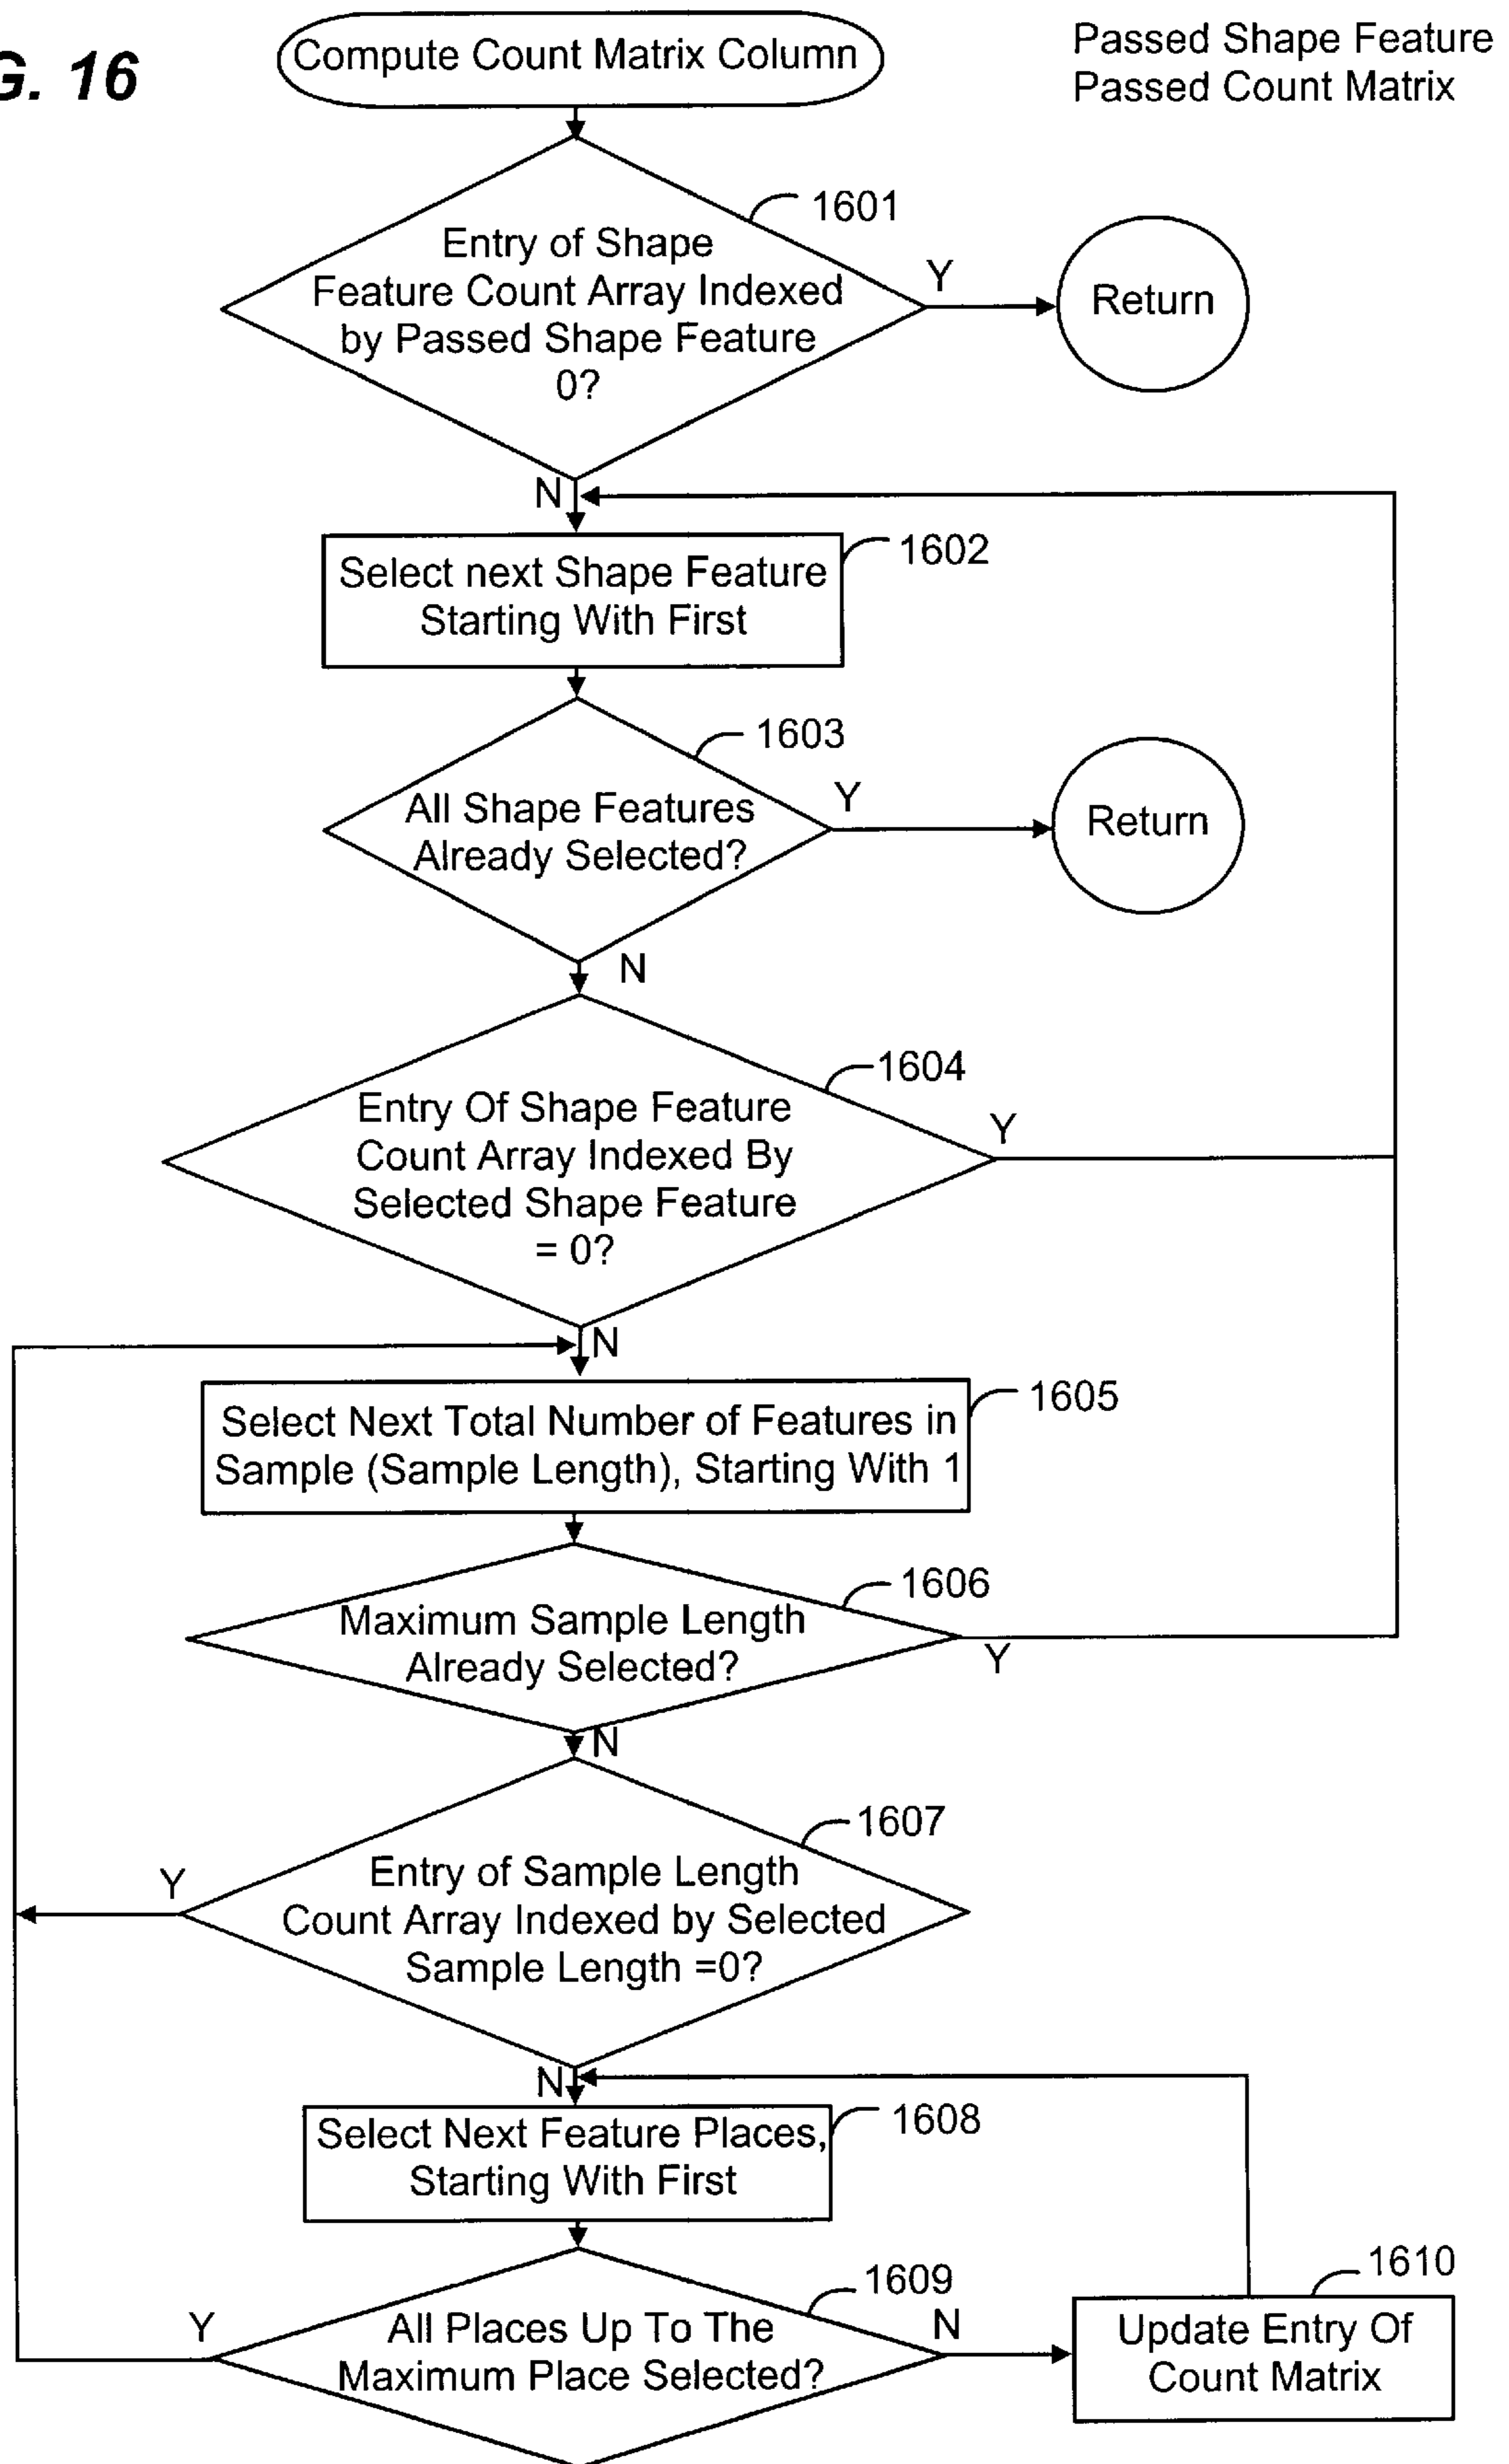 G. 16
Compute Count Matrix Column
Passed Shape Feature
Passed Count Matrix
1601
Entry of Shape
Feature Count Array Indexed
by Passed Shape Feature
0?
Y
Return
N
1602
Select next Shape Feature
Starting With First
1603
All Shape Features
Already Selected?
Y
Return
N
1604
Entry Of Shape Feature
Count Array Indexed By
Selected Shape Feature
= 0?
Y
N
1605
Select Next Total Number of Features in
Sample (Sample Length), Starting With 1
1606
Maximum Sample Length
Already Selected?
Y
N
1607
Entry of Sample Length
Count Array Indexed by Selected
Sample Length =0?
Y
N
1608
Select Next Feature Places,
Starting With First
1609
All Places Up To The
Maximum Place Selected?
Y
N
1610
Update Entry Of
Count Matrix